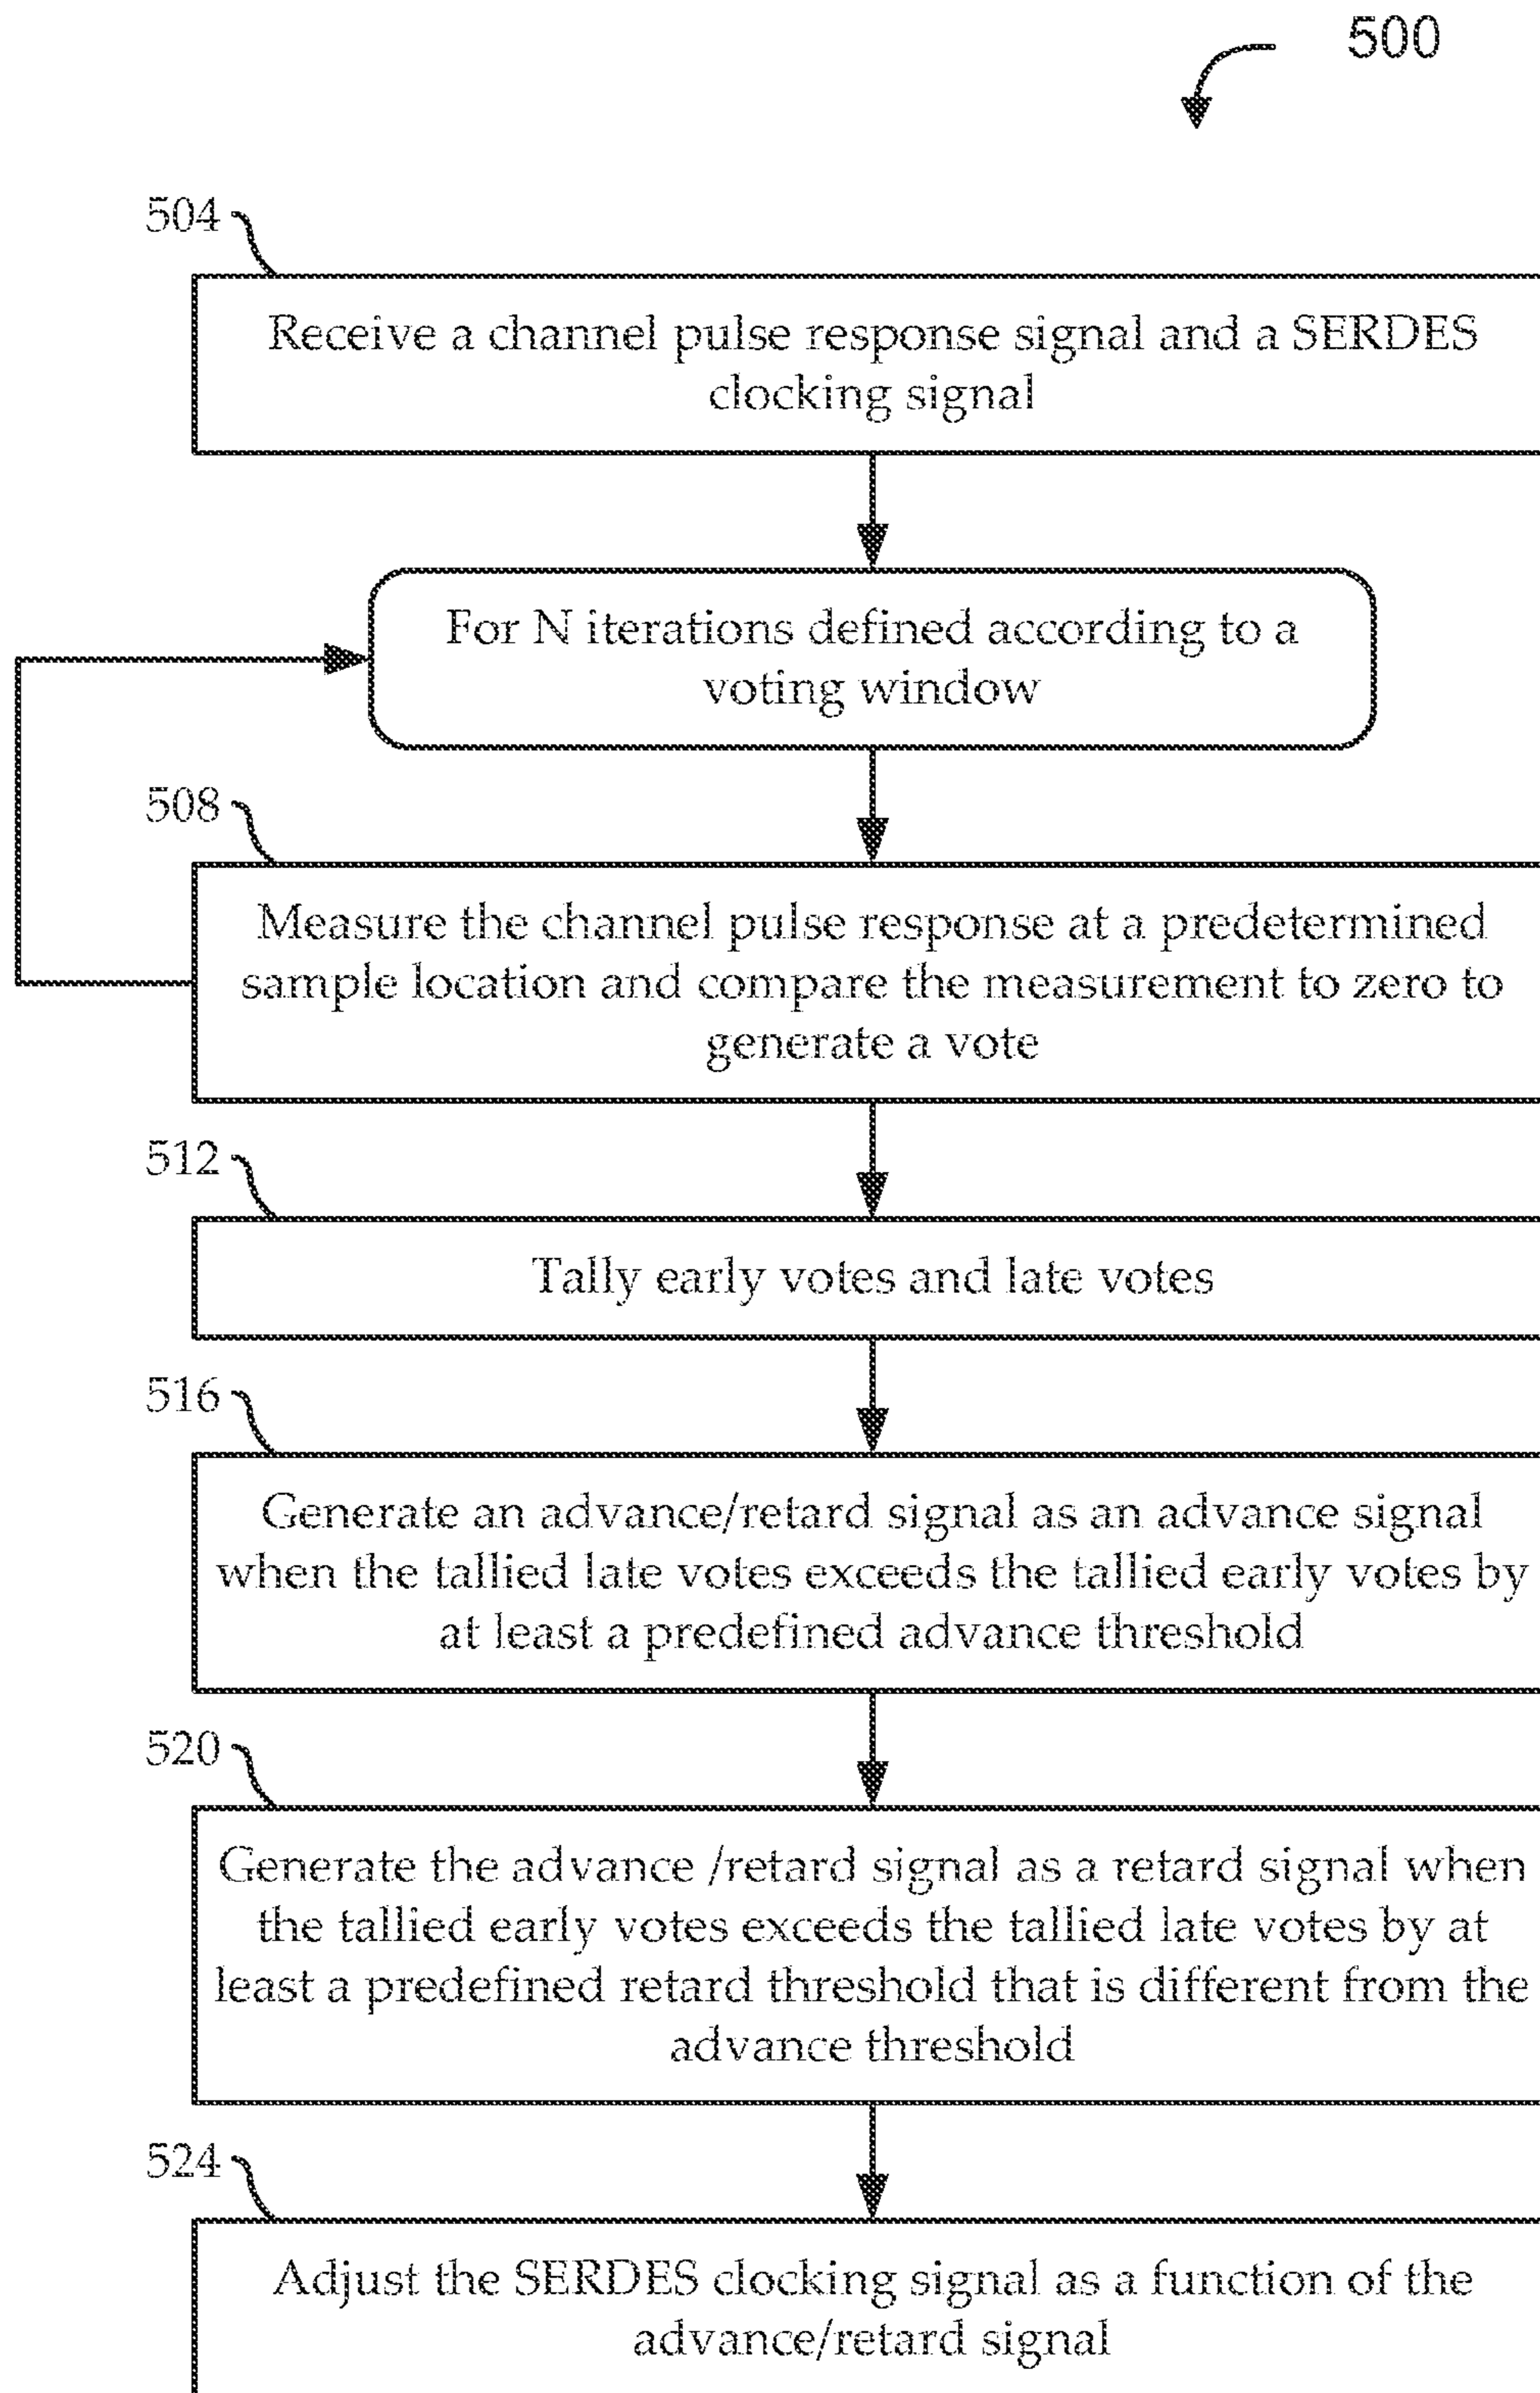 500
504
Receive a channel pulse response signal and a SERDES
clocking signal
For N iterations defined according to a
voting window
508
Measure the channel pulse response at a predetermined
sample location and compare the measurement to zero to
generate a vote
512
Tally early votes and late votes
516
Generate an advance/retard signal as an advance signal
when the tallied late votes exceeds the tallied early votes by
at least a predefined advance threshold
520
Generate the advance /retard signal as a retard signal when
the tallied early votes exceeds the tallied late votes by at
least a predefined retard threshold that is different from the
advance threshold
524
Adjust the SERDES clocking signal as a function of the
advance/retard signal